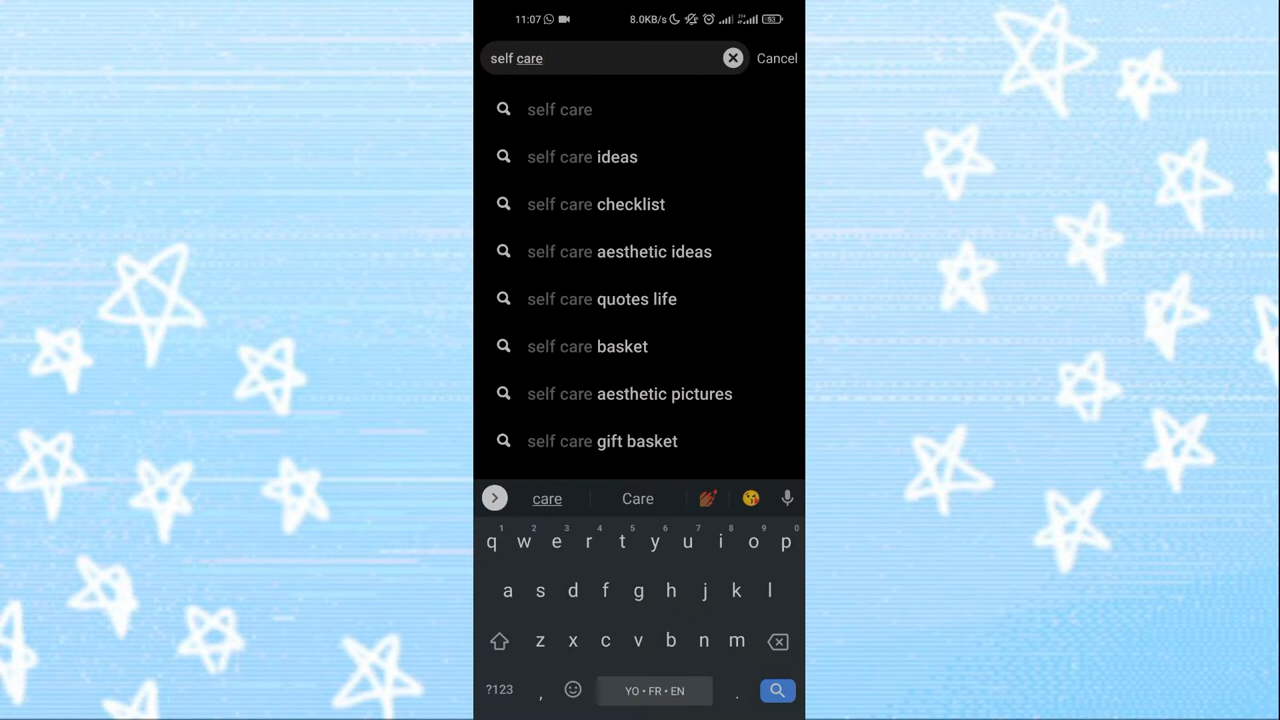 11:07 8.0KB/s 53
self care Cancel
self care
self care ideas
self care checklist
self care aesthetic ideas
self care quotes life
self care basket
self care aesthetic pictures
self care gift basket
care Care
1 2 3 4 5 6 7 8 9 0
q w e r t y u i o p
a s d f g h j k l
z x c v b n m
?123 , YO • FR • EN .